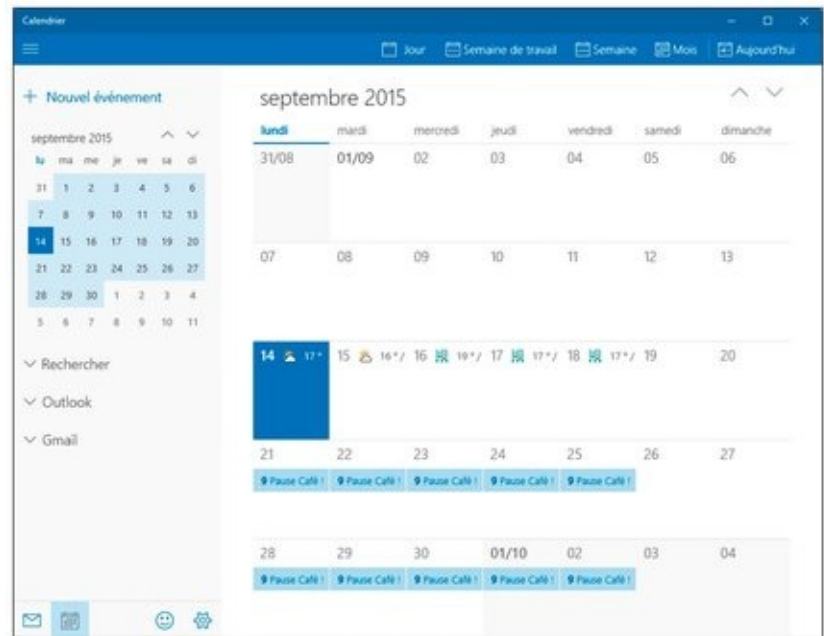 Calendrier
Jour Semaine de travail Semaine Mois Aujourd'hui
+ Nouvel événement
septembre 2015
lu ma me je ve sa di
31 1 2 3 4 5 6
7 8 9 10 11 12 13
14 15 16 17 18 19 20
21 22 23 24 25 26 27
28 29 30 1 2 3 4
5 6 7 8 9 10 11
Rechercher
Outlook
Gmail
septembre 2015
lundi mardi mercredi jeudi vendredi samedi dimanche
31/08 01/09 02 03 04 05 06
07 08 09 10 11 12 13
14 17° 15 16°/ 16 19°/ 17 17°/ 18 17°/ 19 20
21 22 23 24 25 26 27
9 Pause Café ! 9 Pause Café ! 9 Pause Café ! 9 Pause Café ! 9 Pause Café !
28 29 30 01/10 02 03 04
9 Pause Café ! 9 Pause Café ! 9 Pause Café ! 9 Pause Café ! 9 Pause Café !